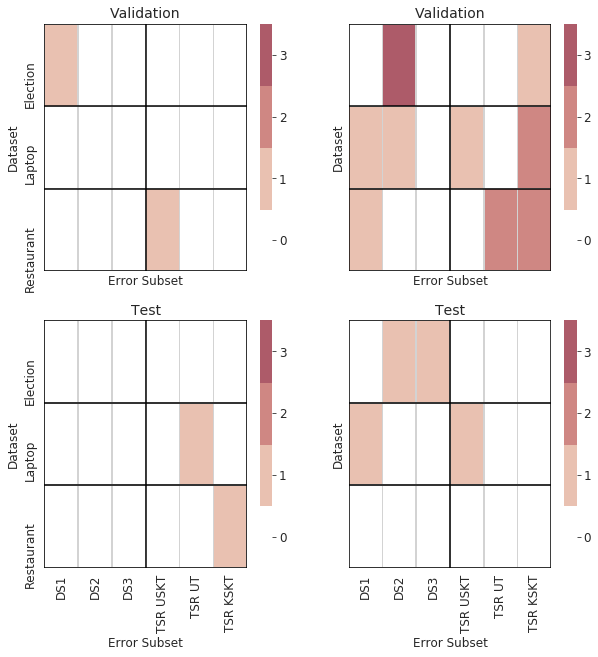 Validation
Dataset
Election
Laptop
Restaurant
Error Subset
3
2
1
0
Validation
Dataset
Error Subset
3
2
1
0
Test
Dataset
Election
Laptop
Restaurant
DS1
DS2
DS3
TSR USKT
TSR UT
TSR KSKT
Error Subset
3
2
1
0
Test
Dataset
DS1
DS2
DS3
TSR USKT
TSR UT
TSR KSKT
Error Subset
3
2
1
0